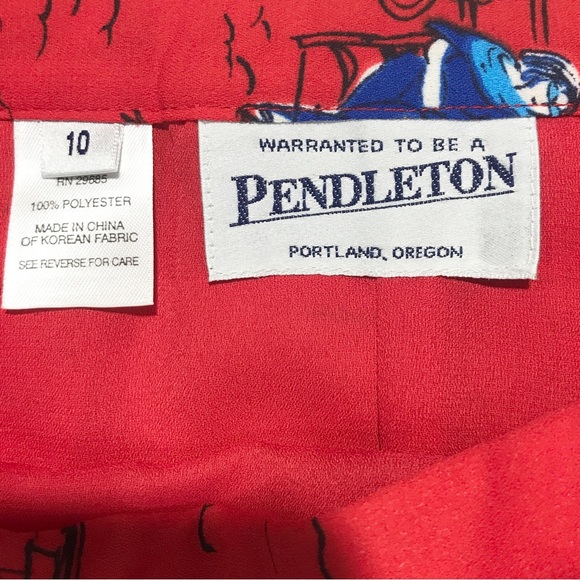 10
RN 29685
100% POLYESTER
MADE IN CHINA
OF KOREAN FABRIC
SEE REVERSE FOR CARE
WARRANTED TO BE A
PENDLETON
PORTLAND, OREGON